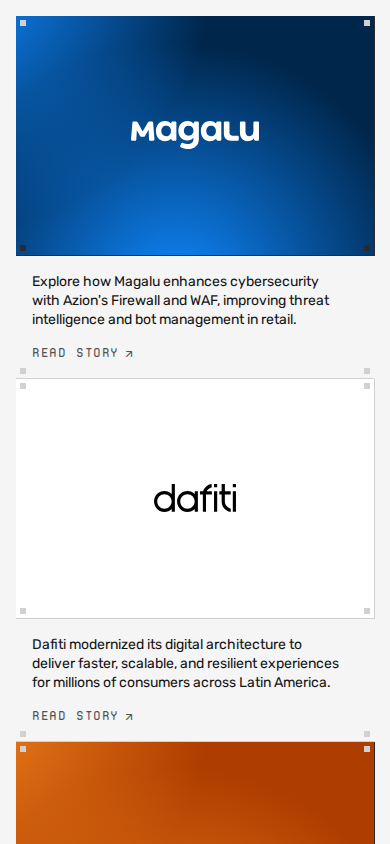 magalu
Explore how Magalu enhances cybersecurity
with Azion's Firewall and WAF, improving threat
intelligence and bot management in retail.
READ STORY ↗
dafiti
Dafiti modernized its digital architecture to
deliver faster, scalable, and resilient experiences
for millions of consumers across Latin America.
READ STORY ↗